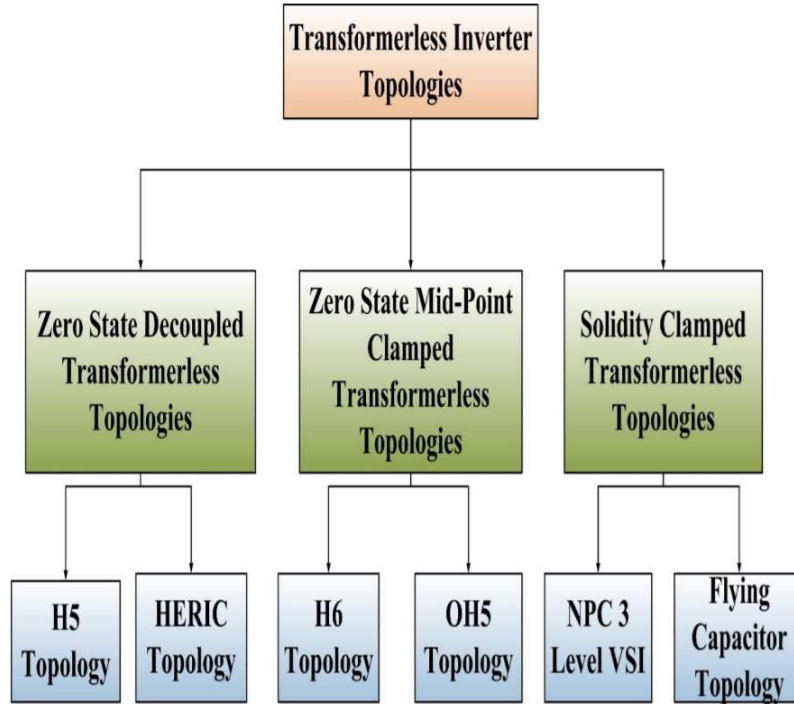 Transformerless Inverter
Topologies
Zero State Decoupled
Transformerless
Topologies
Zero State Mid-Point
Clamped
Transformerless
Topologies
Solidity Clamped
Transformerless
Topologies
H5
Topology
HERIC
Topology
H6
Topology
OH5
Topology
NPC 3
Level VSI
Flying
Capacitor
Topology